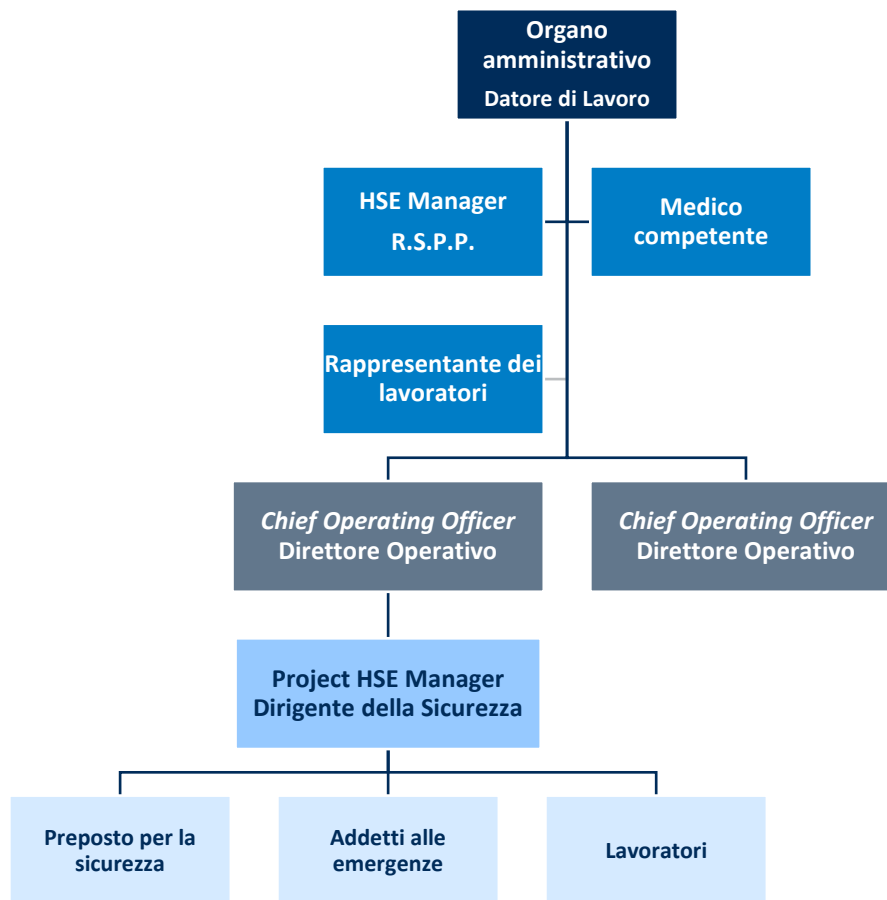 Organo
amministrativo
Datore di Lavoro
HSE Manager
R.S.P.P.
Medico
competente
Rappresentante dei
lavoratori
Chief Operating Officer
Direttore Operativo
Chief Operating Officer
Direttore Operativo
Project HSE Manager
Dirigente della Sicurezza
Preposto per la
sicurezza
Addetti alle
emergenze
Lavoratori